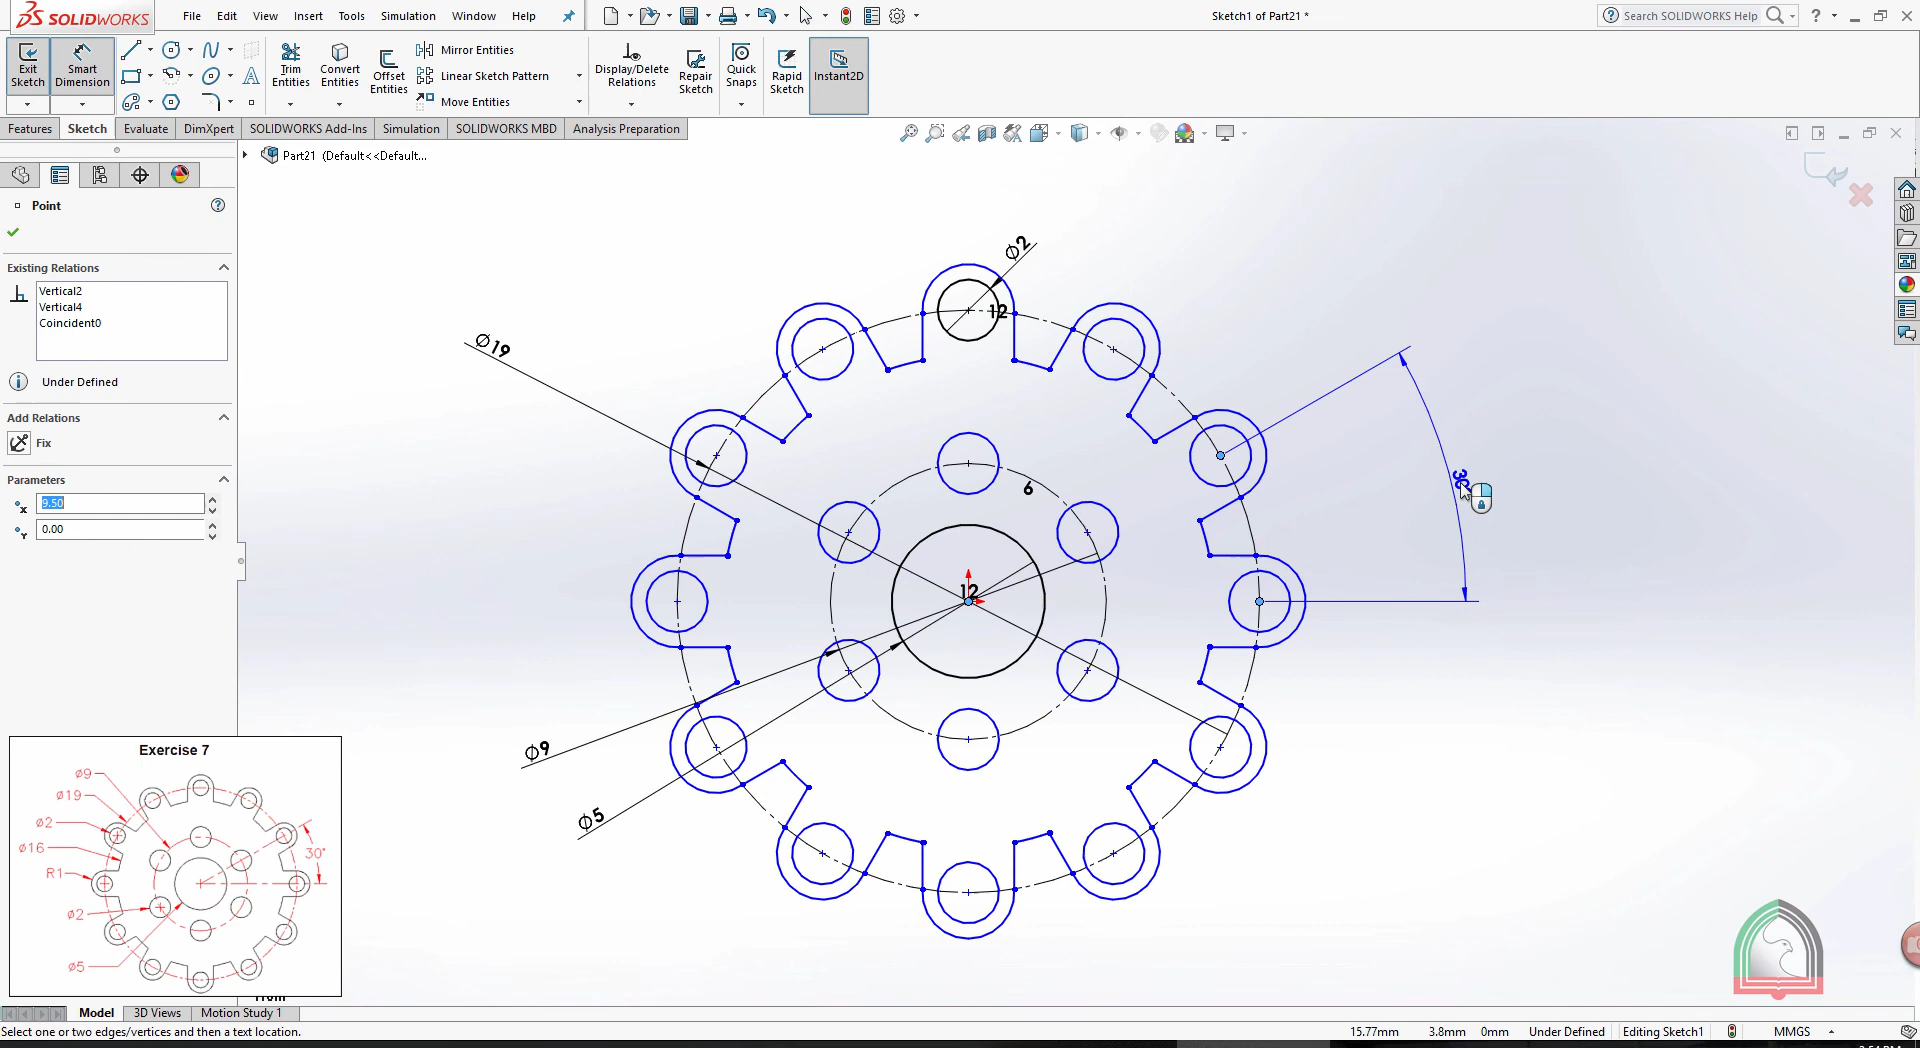 SOLIDWORKS
File Edit View Insert Tools Simulation Window Help
Sketch1 of Part21 *
Search SOLIDWORKS Help
Exit Sketch
Smart Dimension
Trim Entities
Convert Entities
Offset Entities
Mirror Entities
Linear Sketch Pattern
Move Entities
Display/Delete Relations
Repair Sketch
Quick Snaps
Rapid Sketch
Instant2D
Features Sketch Evaluate DimXpert SOLIDWORKS Add-Ins Simulation SOLIDWORKS MBD Analysis Preparation
Part21 (Default<<Default...
Point
Existing Relations
Vertical2
Vertical4
Coincident0
Under Defined
Add Relations
Fix
Parameters
9.50
0.00
∅2
12
∅19
6
12
∅9
∅5
Exercise 7
ø9
ø19
ø2
ø16
R1
ø2
ø5
30°
Model 3D Views Motion Study 1
Select one or two edges/vertices and then a text location.
15.77mm 3.8mm 0mm Under Defined Editing Sketch1 MMGS